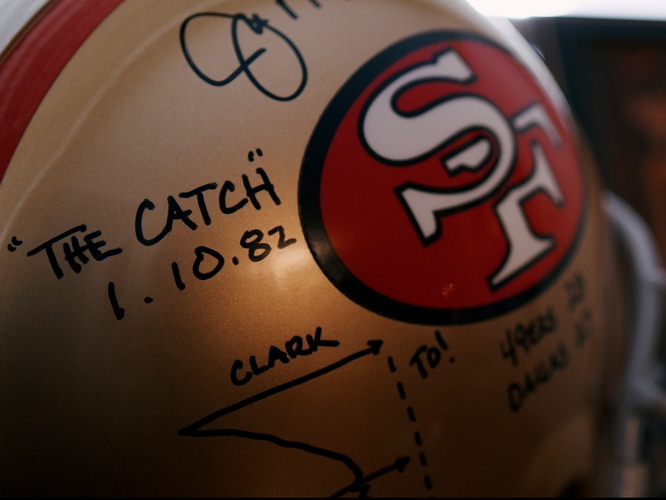 SF
"THE CATCH"
1.10.82
CLARK
TD!
49ERS 28
DALLAS 27